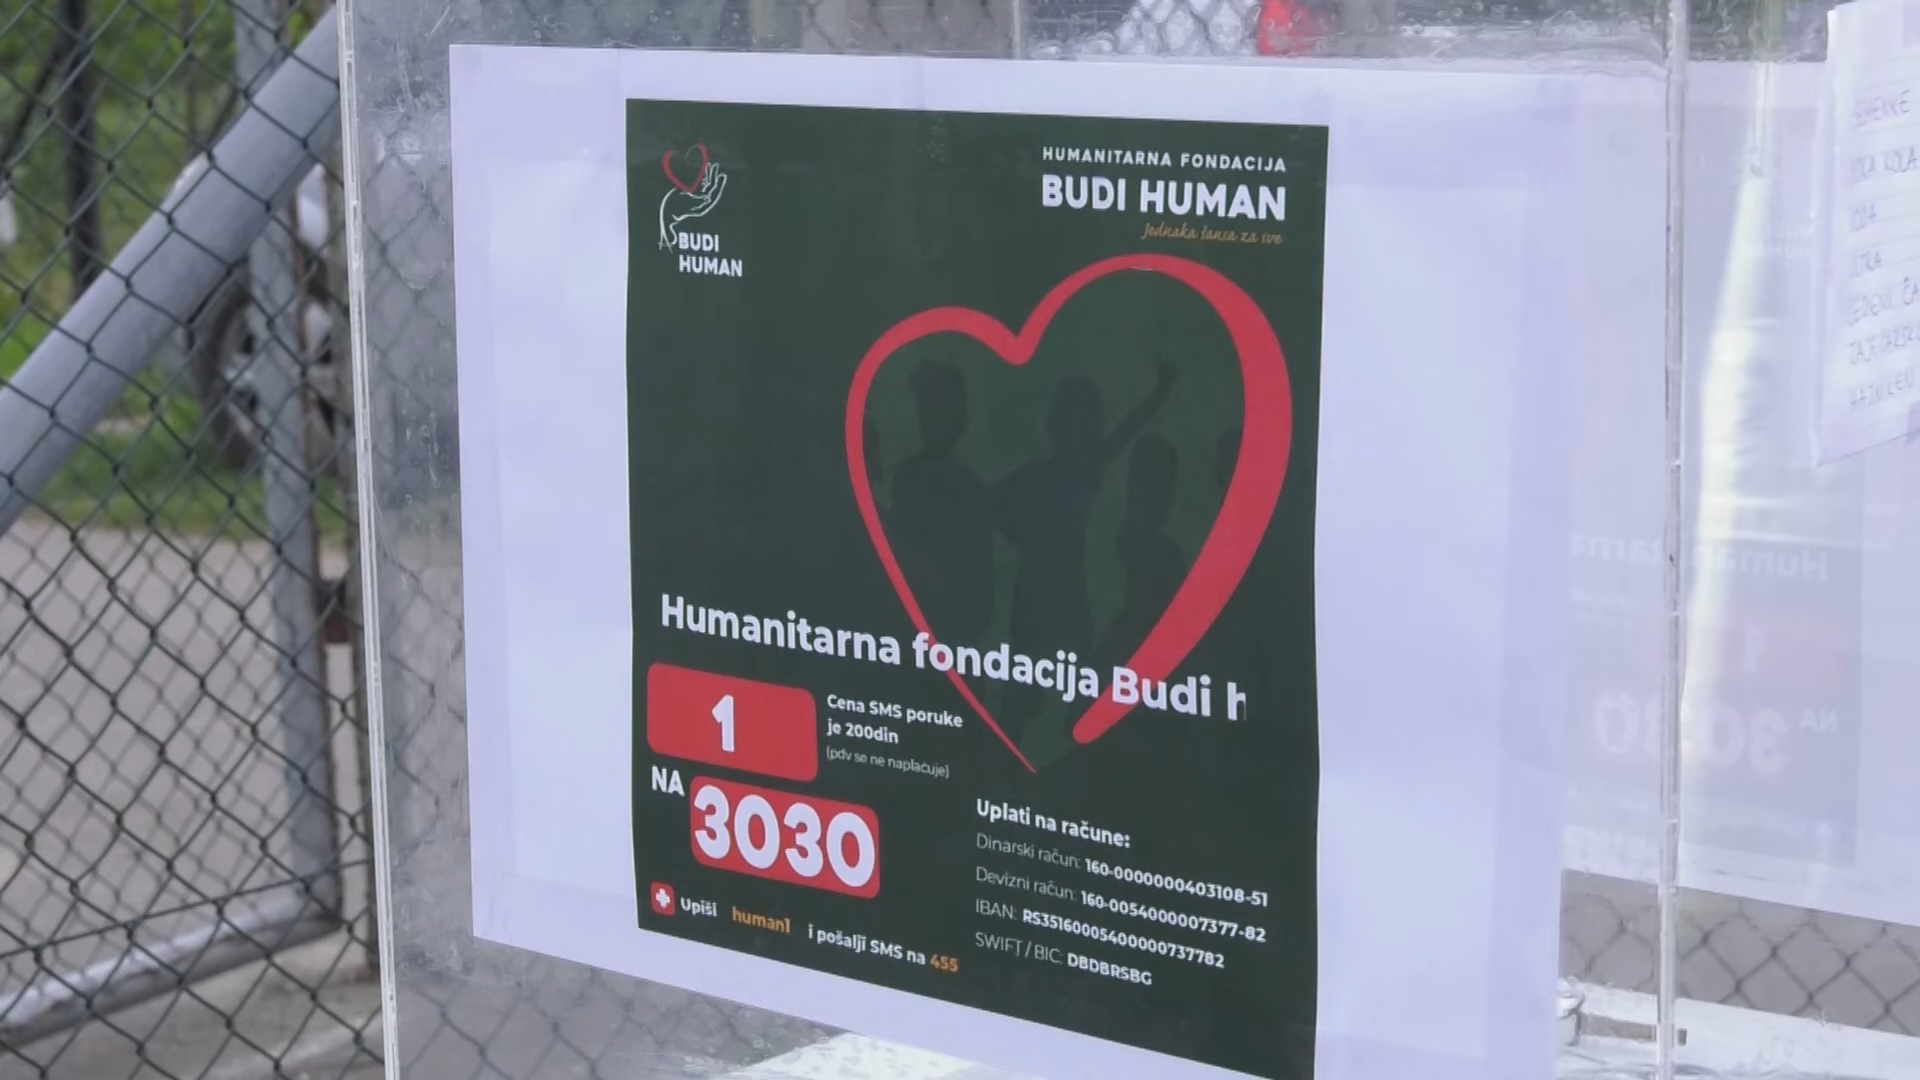 BUDI
HUMAN
HUMANITARNA FONDACIJA
BUDI HUMAN
Jednaka šansa za sve
Humanitarna fondacija Budi h
1
Cena SMS poruke
je 200din
(pdv se ne naplaćuje)
NA
3030
Upiši human1 i pošalji SMS na 455
Uplati na račune:
Dinarski račun: 160-0000000403108-51
Devizni račun: 160-0054000007377-82
IBAN: RS35160005400000737782
SWIFT / BIC: DBDBRSBG
KOLA